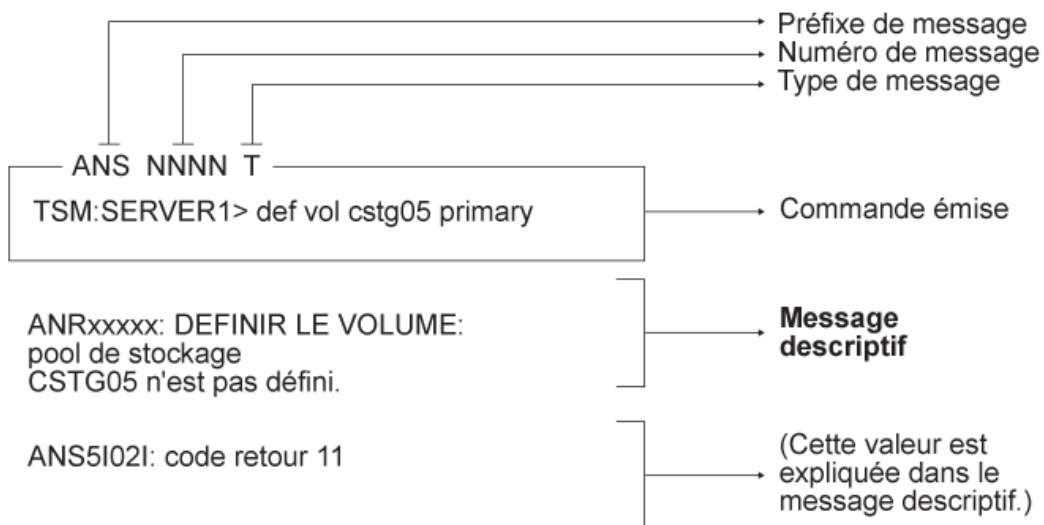 Préfixe de message
Numéro de message
Type de message
ANS NNNN T
TSM:SERVER1> def vol cstg05 primary
Commande émise
ANRxxxxx: DEFINIR LE VOLUME:
pool de stockage
CSTG05 n'est pas défini.
Message
descriptif
ANS5I02I: code retour 11
(Cette valeur est
expliquée dans le
message descriptif.)